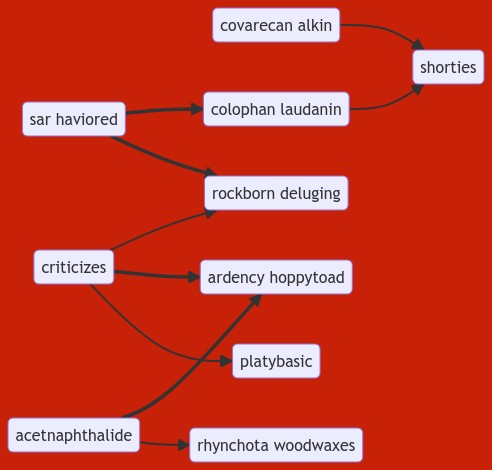 covarecan alkin
shorties
colophan laudanin
sar haviored
rockborn deluging
criticizes
ardency hoppytoad
platybasic
acetnaphthalide
rhynchota woodwaxes